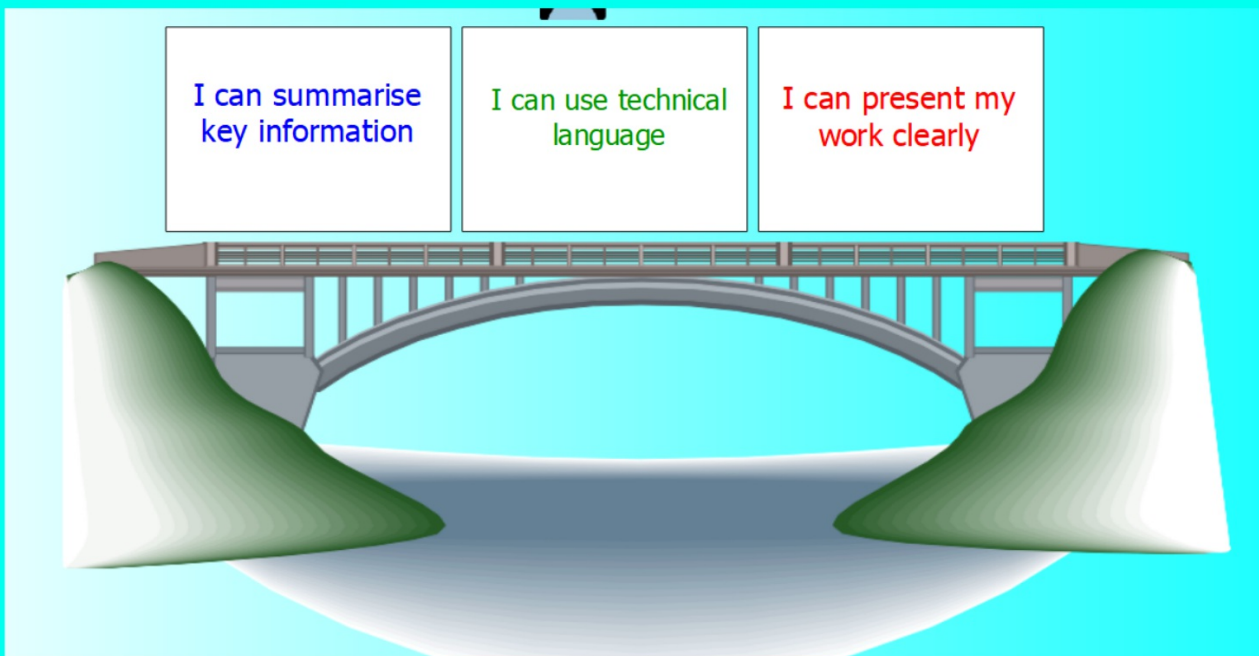 I can summarise
key information
I can use technical
language
I can present my
work clearly